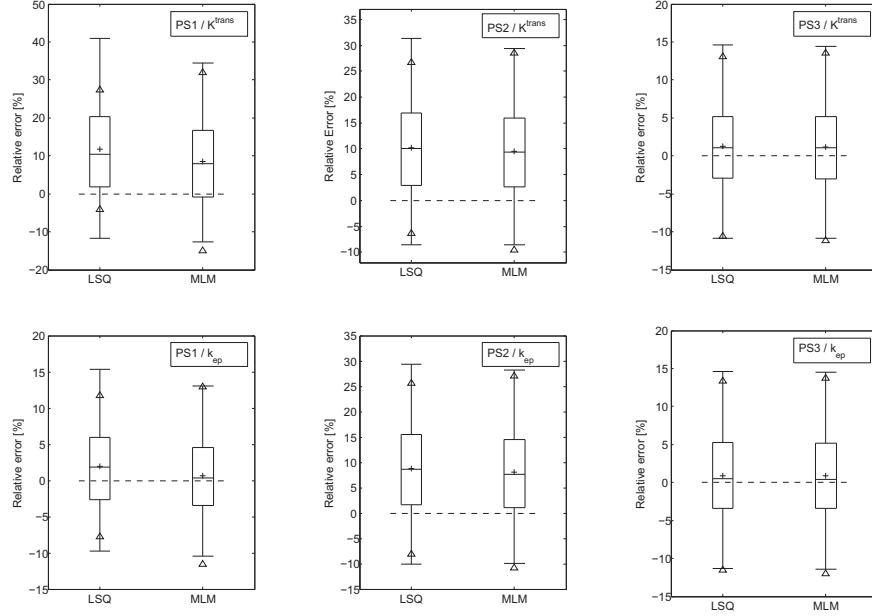 PS1 / K^trans
Relative error [%]
50
40
30
20
10
0
−10
−20
LSQ MLM
PS2 / K^trans
Relative Error [%]
35
30
25
20
15
10
5
0
−5
−10
LSQ MLM
PS3 / K^trans
Relative error [%]
20
15
10
5
0
−5
−10
−15
LSQ MLM
PS1 / k_ep
Relative error [%]
20
15
10
5
0
−5
−10
−15
LSQ MLM
PS2 / k_ep
Relative error [%]
35
30
25
20
15
10
5
0
−5
−10
−15
LSQ MLM
PS3 / k_ep
Relative error [%]
20
15
10
5
0
−5
−10
−15
LSQ MLM